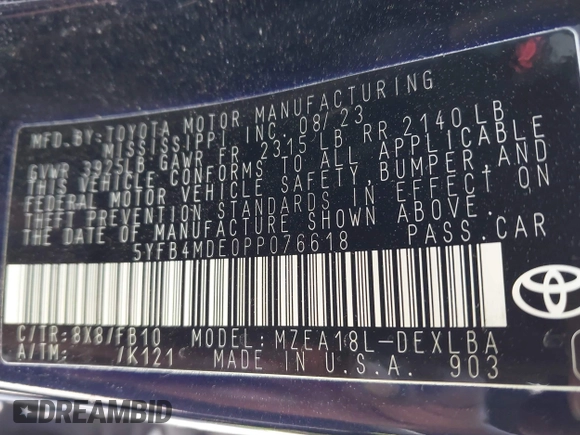 MFD.BY:TOYOTA MOTOR MANUFACTURING
MISSISSIPPI INC. 08/23
GVWR 3925LB GAWR FR 2315 LB RR 2140 LB
THIS VEHICLE CONFORMS TO ALL APPLICABLE
FEDERAL MOTOR VEHICLE SAFETY, BUMPER, AND
THEFT PREVENTION STANDARDS IN EFFECT ON
THE DATE OF MANUFACTURE SHOWN ABOVE.
5YFB4MDE0PP076618 PASS.CAR
C/TR:8X8/FB10 MODEL:MZEA18L-DEXLBA
A/TM: /K121 MADE IN U.S.A. 903
DREAMBID